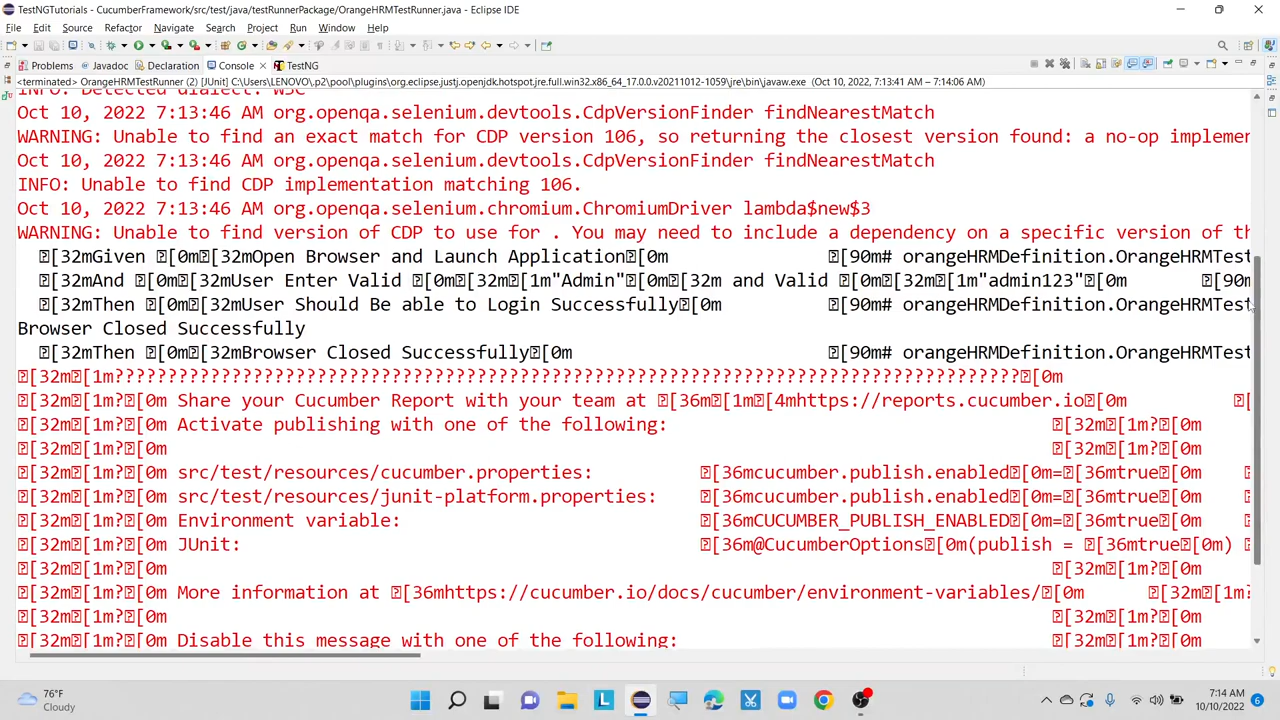 TestNGTutorials - CucumberFramework/src/test/java/testRunnerPackage/OrangeHRMTestRunner.java - Eclipse IDE
File Edit Source Refactor Navigate Search Project Run Window Help
Problems Javadoc Declaration Console TestNG
<terminated> OrangeHRMTestRunner (2) [JUnit] C:\Users\LENOVO\.p2\pool\plugins\org.eclipse.justj.openjdk.hotspot.jre.full.win32.x86_64_17.0.0.v20211012-1059\jre\bin\javaw.exe (Oct 10, 2022 7:13:41 AM – 7:14:06 AM)
INFO: Detected dialect: W3C
Oct 10, 2022 7:13:46 AM org.openqa.selenium.devtools.CdpVersionFinder findNearestMatch
WARNING: Unable to find an exact match for CDP version 106, so returning the closest version found: a no-op implemen
Oct 10, 2022 7:13:46 AM org.openqa.selenium.devtools.CdpVersionFinder findNearestMatch
INFO: Unable to find CDP implementation matching 106.
Oct 10, 2022 7:13:46 AM org.openqa.selenium.chromium.ChromiumDriver lambda$new$3
WARNING: Unable to find version of CDP to use for . You may need to include a dependency on a specific version of th
[32mGiven [0m[32mOpen Browser and Launch Application[0m [90m# orangeHRMDefinition.OrangeHRMTest
[32mAnd [0m[32mUser Enter Valid [0m[32m[1m"Admin"[0m[32m and Valid [0m[32m[1m"admin123"[0m [90m
[32mThen [0m[32mUser Should Be able to Login Successfully[0m [90m# orangeHRMDefinition.OrangeHRMTest
Browser Closed Successfully
[32mThen [0m[32mBrowser Closed Successfully[0m [90m# orangeHRMDefinition.OrangeHRMTest
[32m[1m?????????????????????????????????????????????????????????????????????????????????????[0m
[32m[1m?[0m Share your Cucumber Report with your team at [36m[1m[4mhttps://reports.cucumber.io[0m [
[32m[1m?[0m Activate publishing with one of the following: [32m[1m?[0m
[32m[1m?[0m [32m[1m?[0m
[32m[1m?[0m src/test/resources/cucumber.properties: [36mcucumber.publish.enabled[0m=[36mtrue[0m
[32m[1m?[0m src/test/resources/junit-platform.properties: [36mcucumber.publish.enabled[0m=[36mtrue[0m
[32m[1m?[0m Environment variable: [36mCUCUMBER_PUBLISH_ENABLED[0m=[36mtrue[0m
[32m[1m?[0m JUnit: [36m@CucumberOptions[0m(publish = [36mtrue[0m)
[32m[1m?[0m [32m[1m?[0m
[32m[1m?[0m More information at [36mhttps://cucumber.io/docs/cucumber/environment-variables/[0m [32m[1m?
[32m[1m?[0m [32m[1m?[0m
[32m[1m?[0m Disable this message with one of the following: [32m[1m?[0m
76°F
Cloudy
7:14 AM
10/10/2022
6